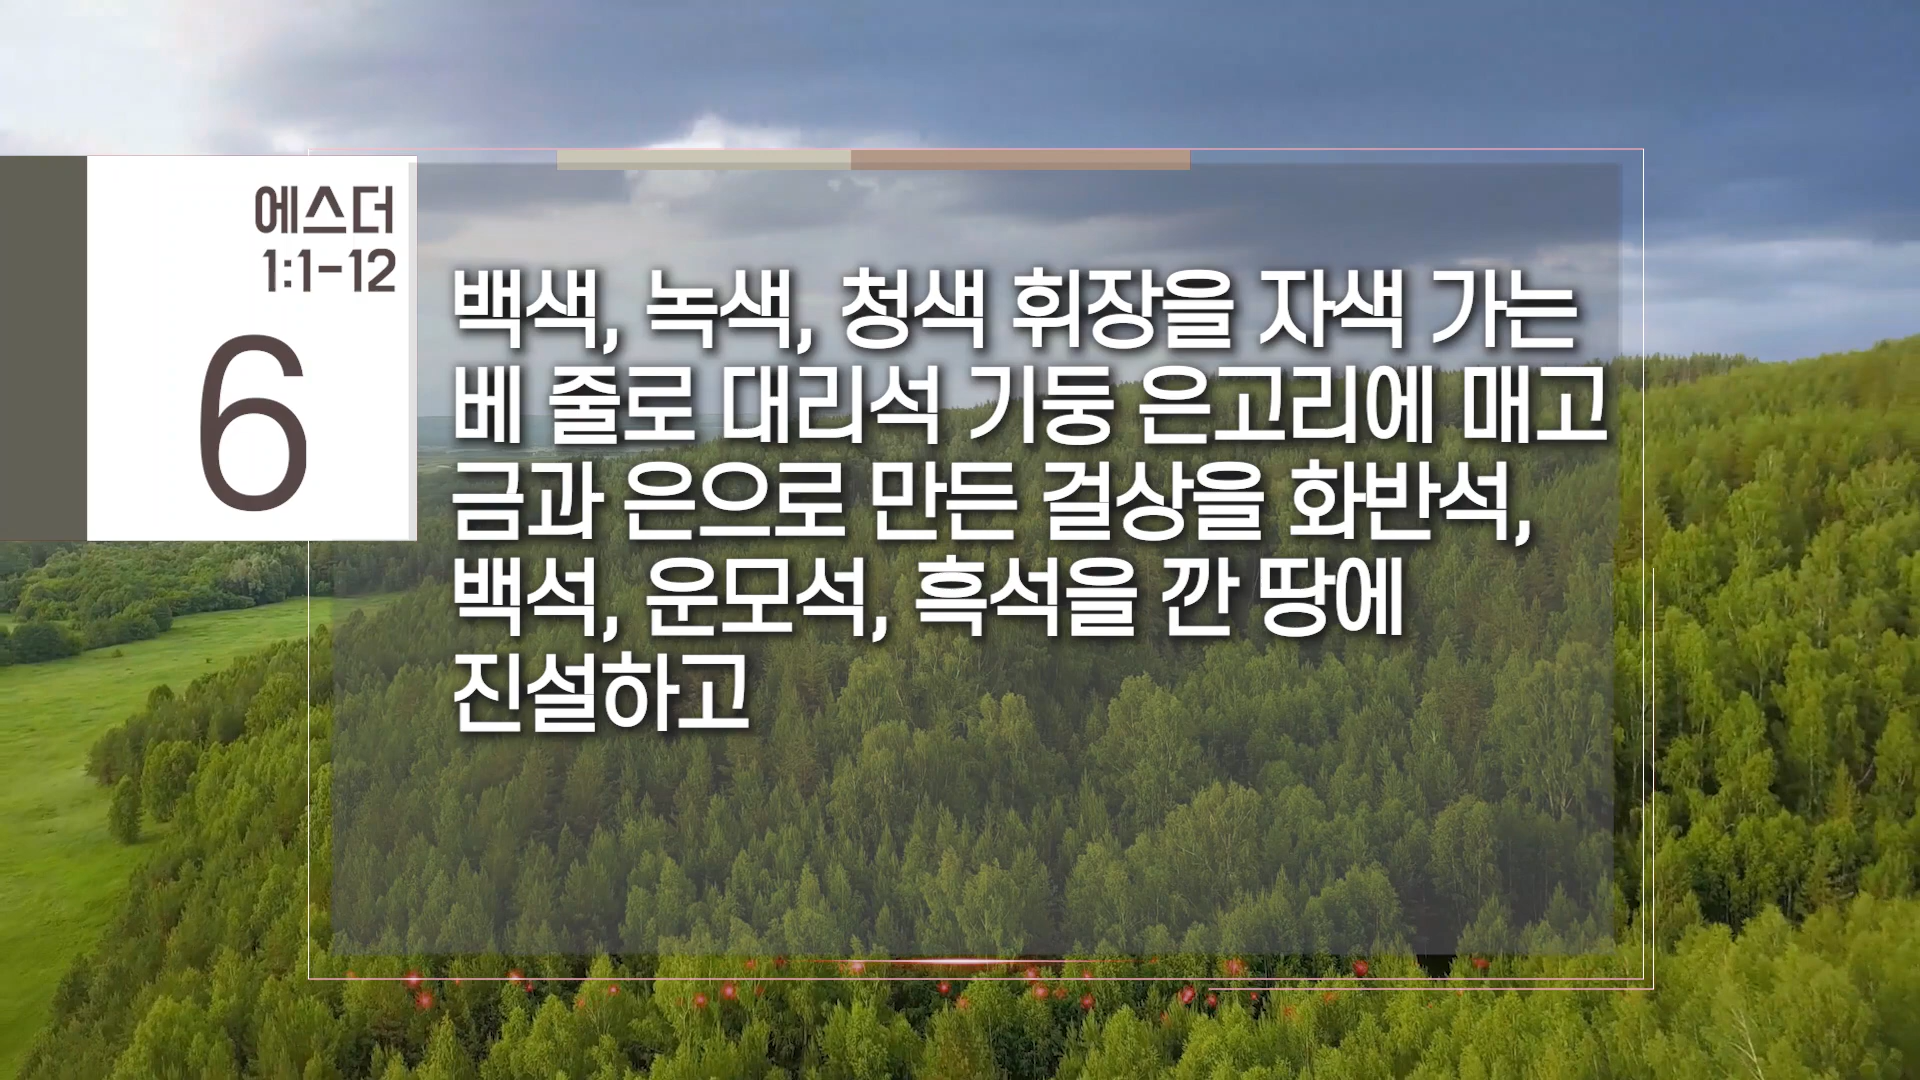 에스더
1:1-12
6
백색, 녹색, 청색 휘장을 자색 가는
베 줄로 대리석 기둥 은고리에 매고
금과 은으로 만든 걸상을 화반석,
백석, 운모석, 흑석을 깐 땅에
진설하고